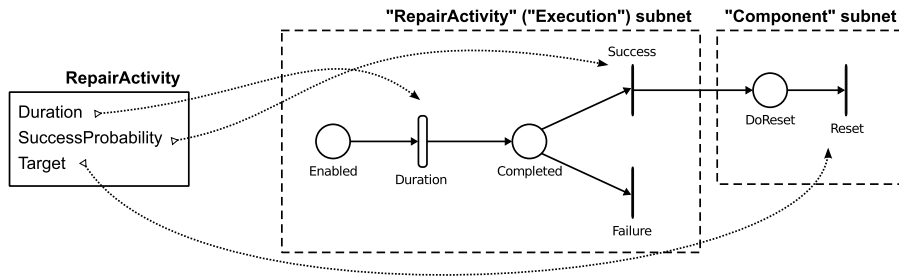 "RepairActivity" ("Execution") subnet
"Component" subnet
RepairActivity
Duration
SuccessProbability
Target
Success
Enabled
Duration
Completed
Failure
DoReset
Reset